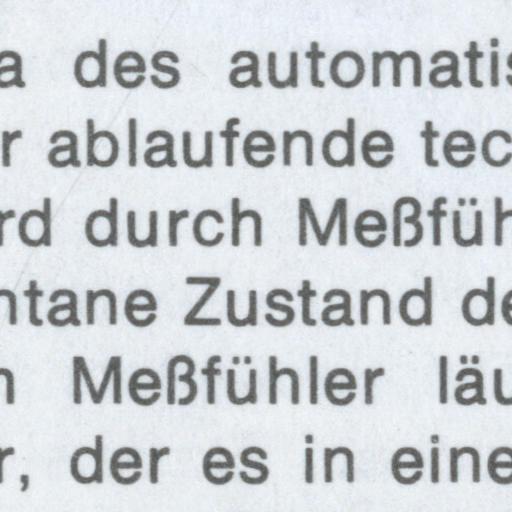 a des automatis
r ablaufende tec
rd durch Meßfüh
ntane Zustand de
n Meßfühler läu
r, der es in eine